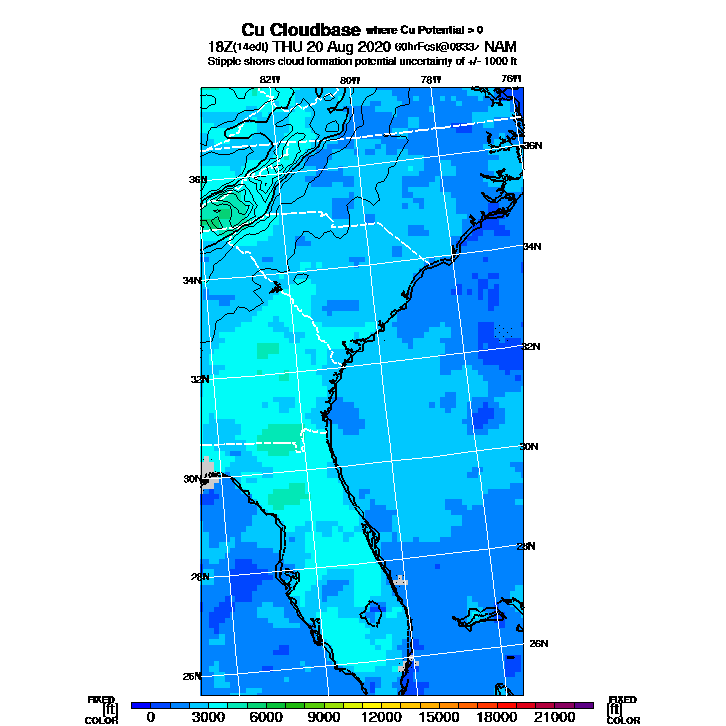 Cu Cloudbase where Cu Potential > 0
18Z(14edt) THU 20 Aug 2020 60hrFcst@0833z NAM
Stipple shows cloud formation potential uncertainty of +/- 1000 ft
82W 80W 78W 76W
36N
36N
34N
34N
32N
32N
30N
30N
28N
28N
26N
26N
FIXED FIXED
[ft] [ft]
COLOR COLOR
0 3000 6000 9000 12000 15000 18000 21000